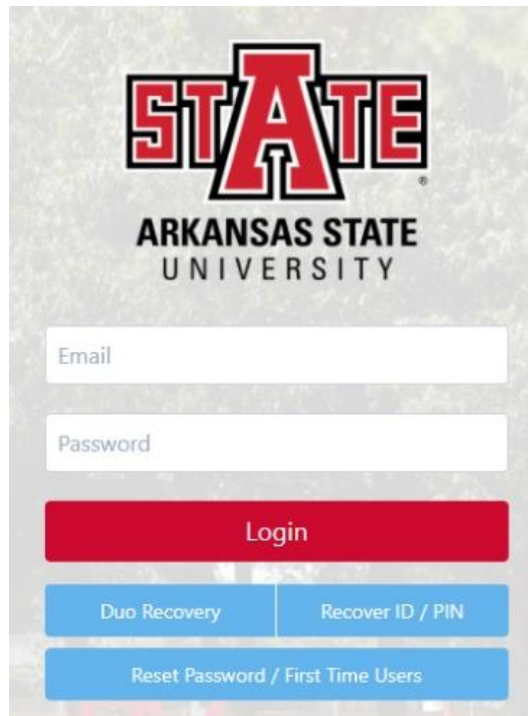 STATE
®
ARKANSAS STATE
UNIVERSITY
Email
Password
Login
Duo Recovery
Recover ID / PIN
Reset Password / First Time Users